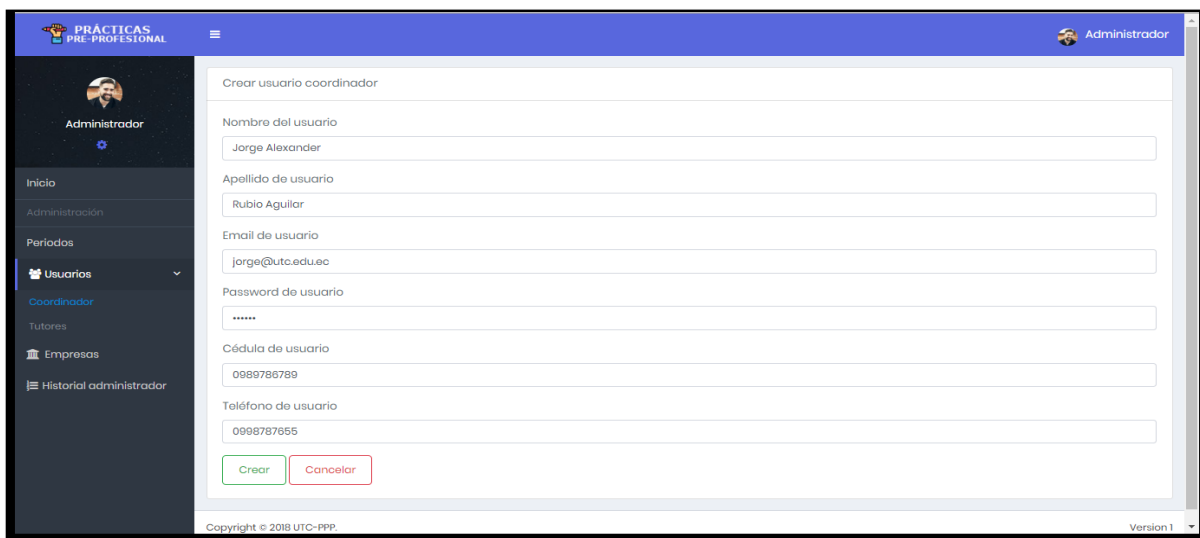 PRÁCTICAS
PRE-PROFESIONAL
Administrador
Administrador
Inicio
Administración
Periodos
Usuarios
Coordinador
Tutores
Empresas
Historial administrador
Crear usuario coordinador
Nombre del usuario
Jorge Alexander
Apellido de usuario
Rubio Aguilar
Email de usuario
jorge@utc.edu.ec
Password de usuario
••••••
Cédula de usuario
0989786789
Teléfono de usuario
0998787655
Crear Cancelar
Copyright © 2018 UTC-PPP. Version 1